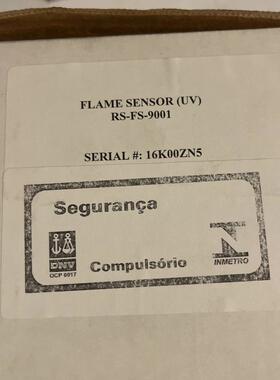 FLAME SENSOR (UV)
RS-FS-9001
SERIAL #: 16K00ZN5
Segurança
DNV
OCP 0017
Compulsório
INMETRO